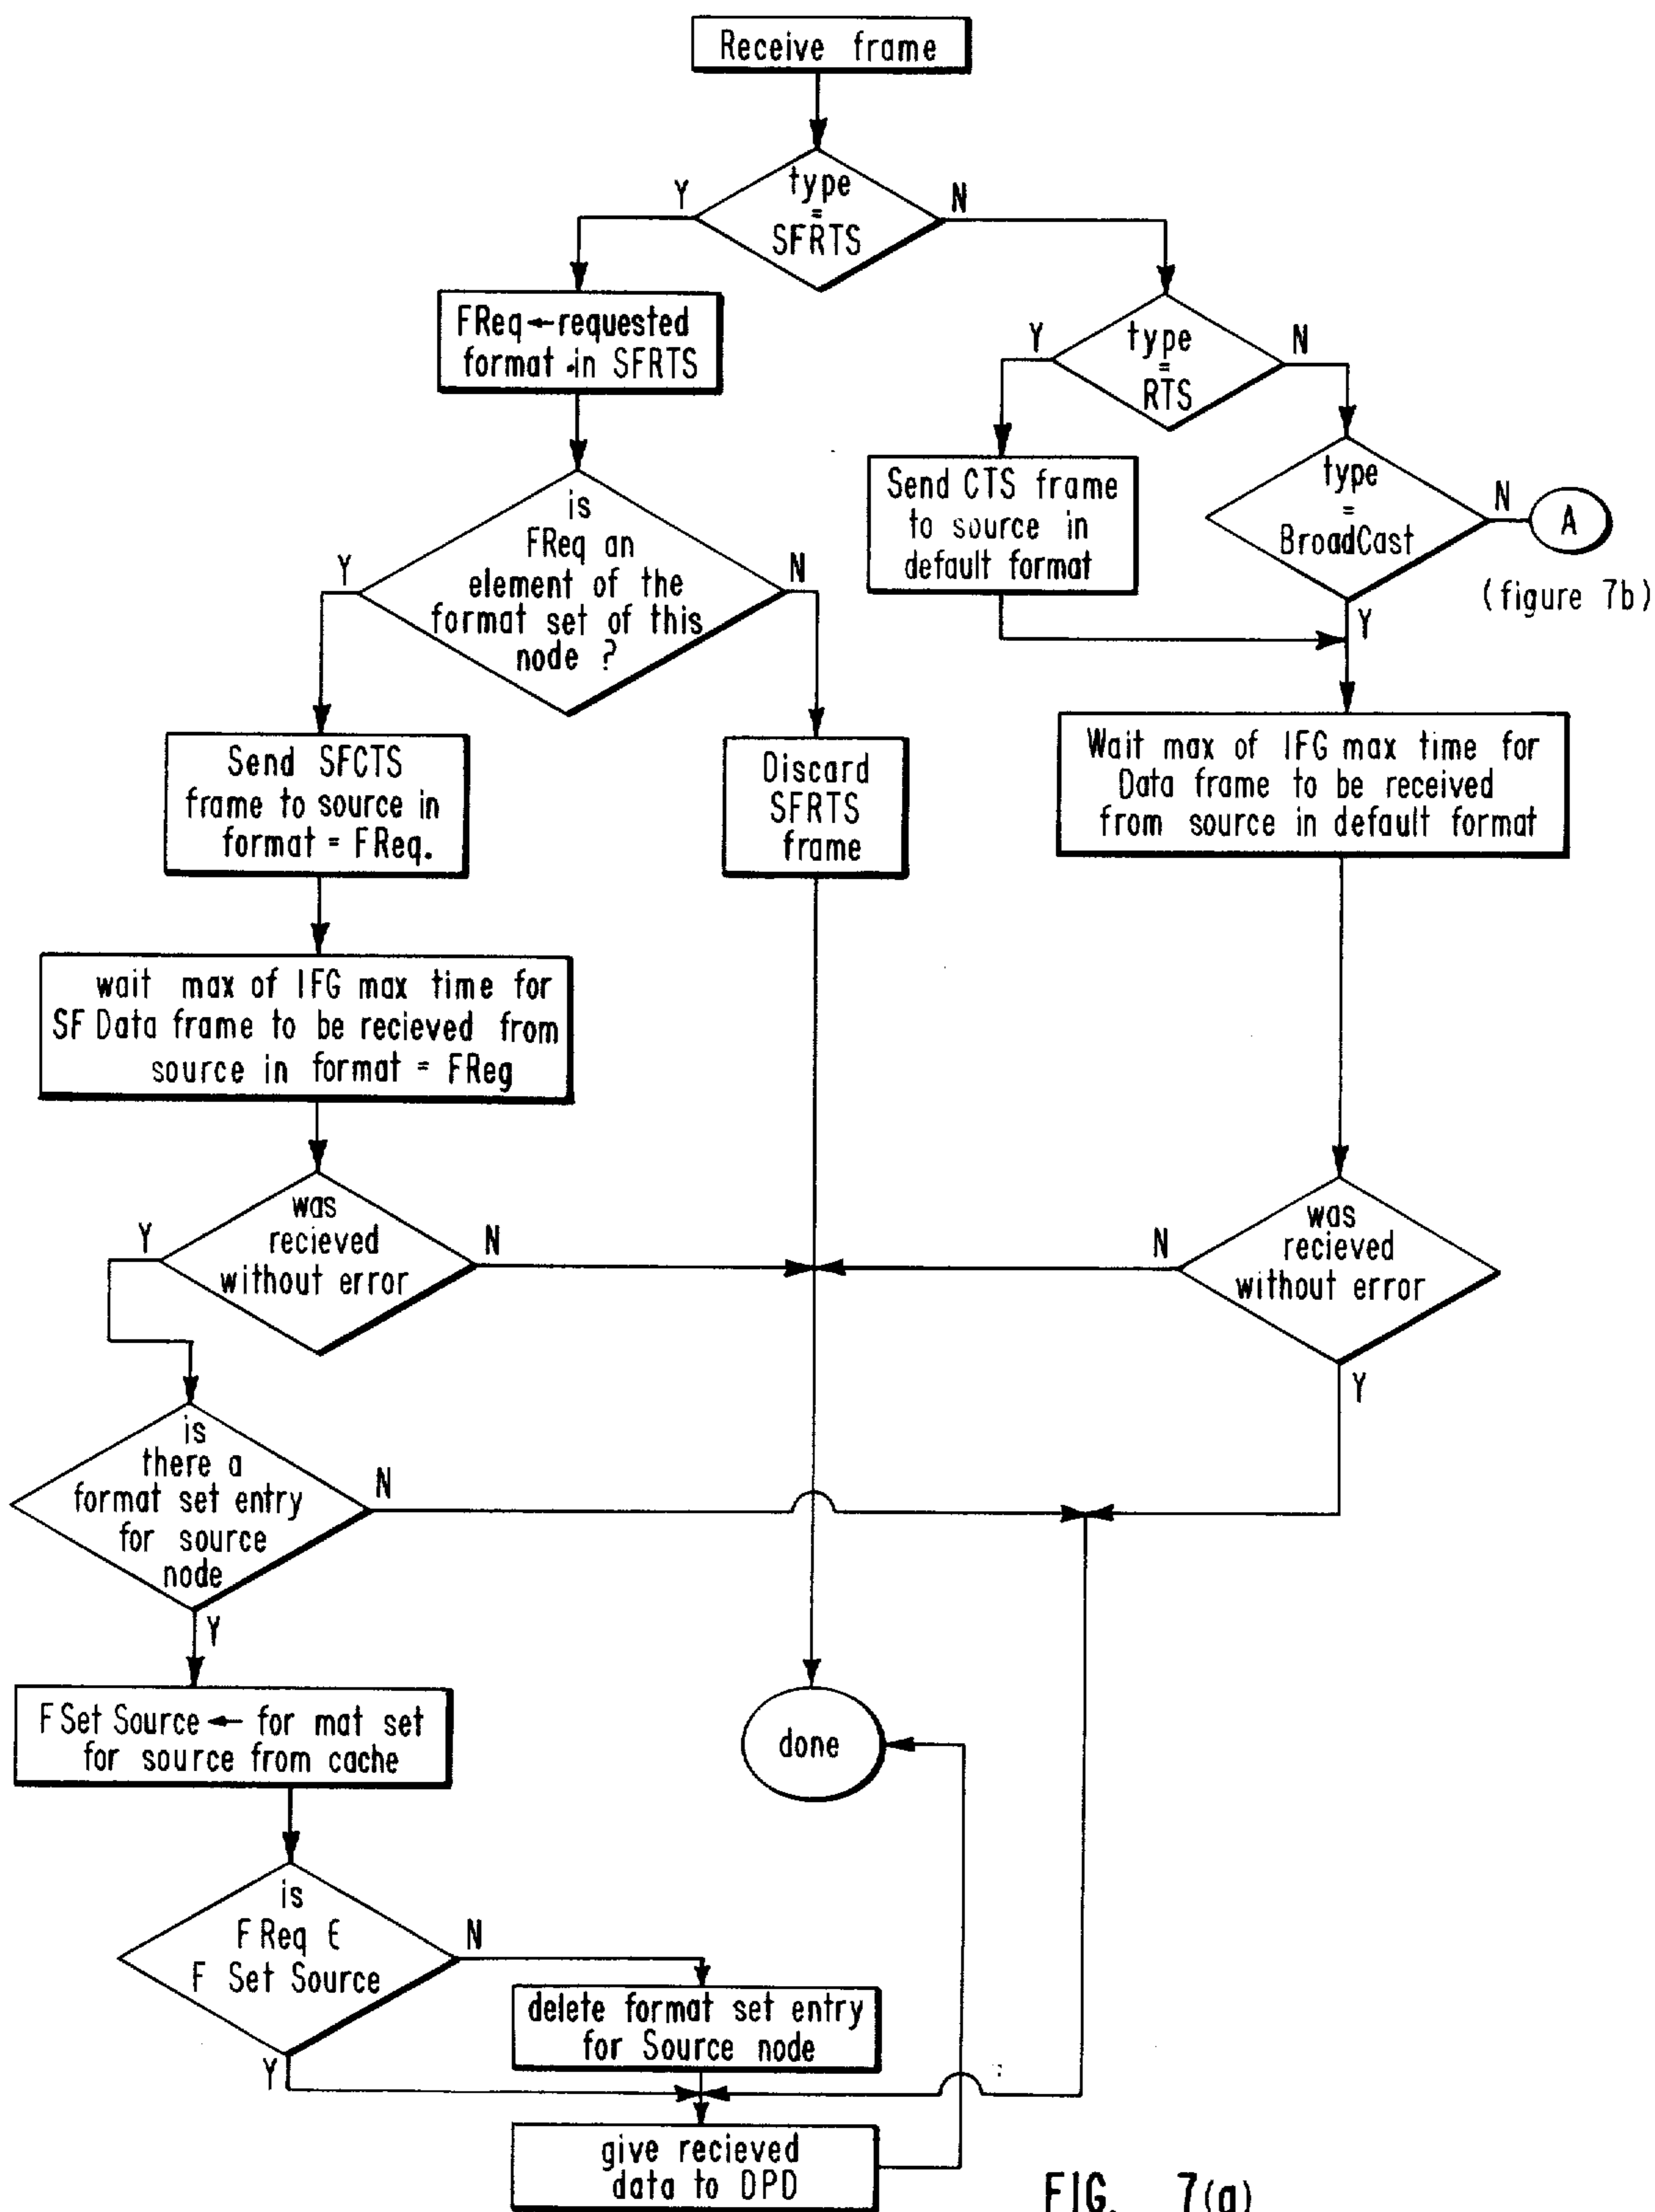 Receive frame
type
=
SFRTS
Y
N
FReq←requested
format in SFRTS
type
=
RTS
Y
N
is
FReq an
element of the
format set of this
node ?
Y
N
Send CTS frame
to source in
default format
type
=
BroadCast
N
A
(figure 7b)
Y
Send SFCTS
frame to source in
format = FReq.
Discard
SFRTS
frame
Wait max of IFG max time for
Data frame to be received
from source in default format
wait max of IFG max time for
SF Data frame to be recieved from
source in format = FReg
was
recieved
without error
Y
N
was
recieved
without error
N
Y
is
there a
format set entry
for source
node
N
Y
F Set Source ← for mat set
for source from cache
done
is
F Req ∈
F Set Source
N
Y
delete format set entry
for Source node
give recieved
data to DPD
FIG. 7(a)